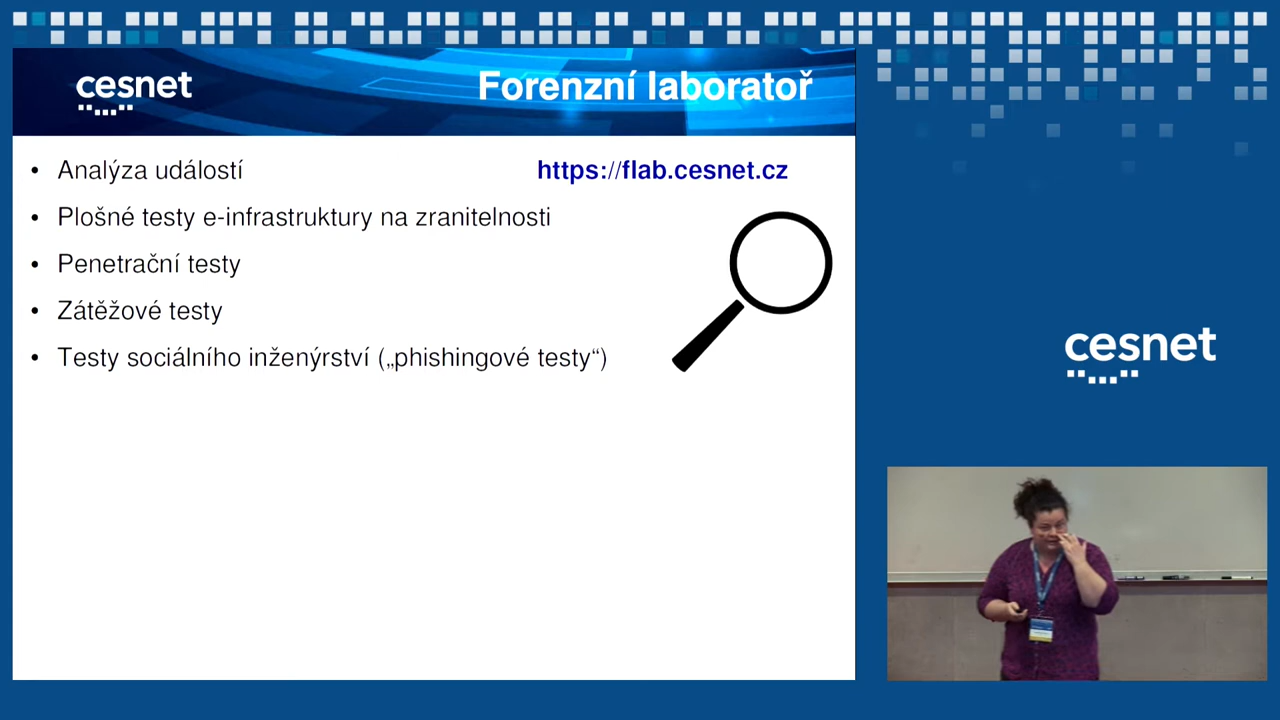 cesnet
Forenzní laboratoř
• Analýza událostí
https://flab.cesnet.cz
• Plošné testy e-infrastruktury na zranitelnosti
• Penetrační testy
• Zátěžové testy
• Testy sociálního inženýrství („phishingové testy“)
cesnet